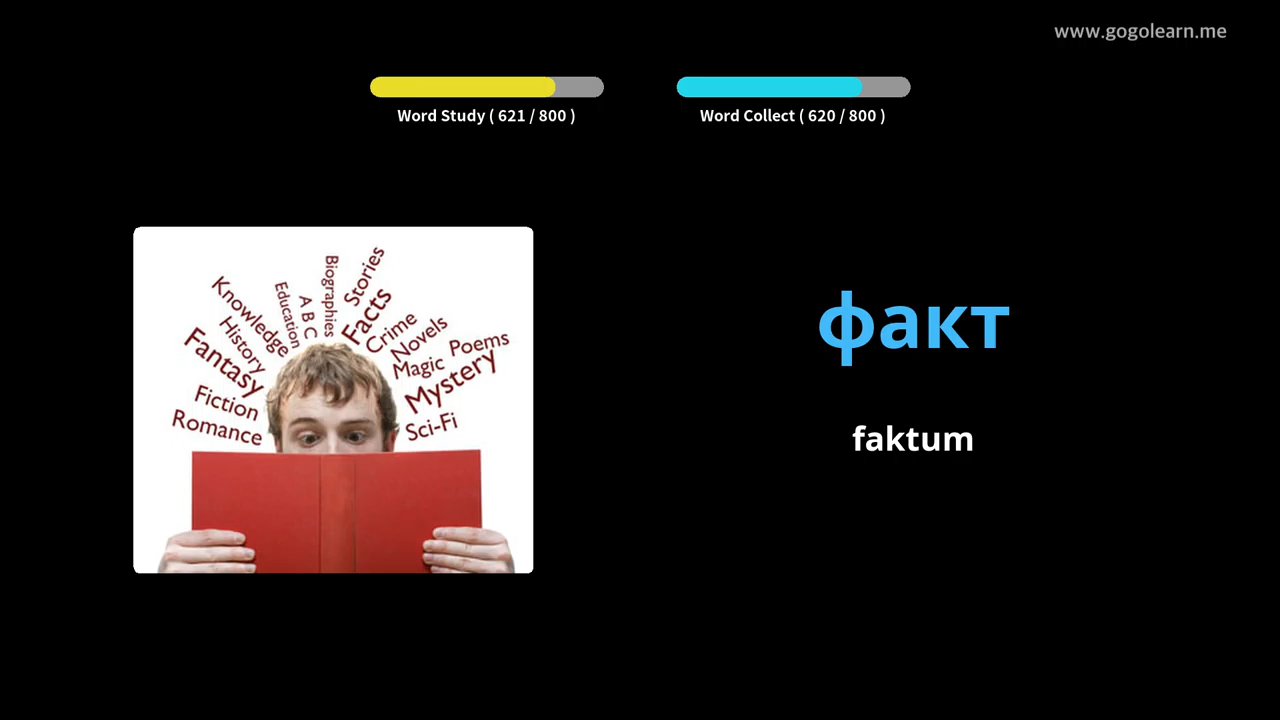 www.gogolearn.me
Word Study ( 621 / 800 )
Word Collect ( 620 / 800 )
Knowledge
Education
A B C
Biographies
Stories
Facts
Crime
Novels
Poems
Magic
Mystery
Sci-Fi
History
Fantasy
Fiction
Romance
факт
faktum